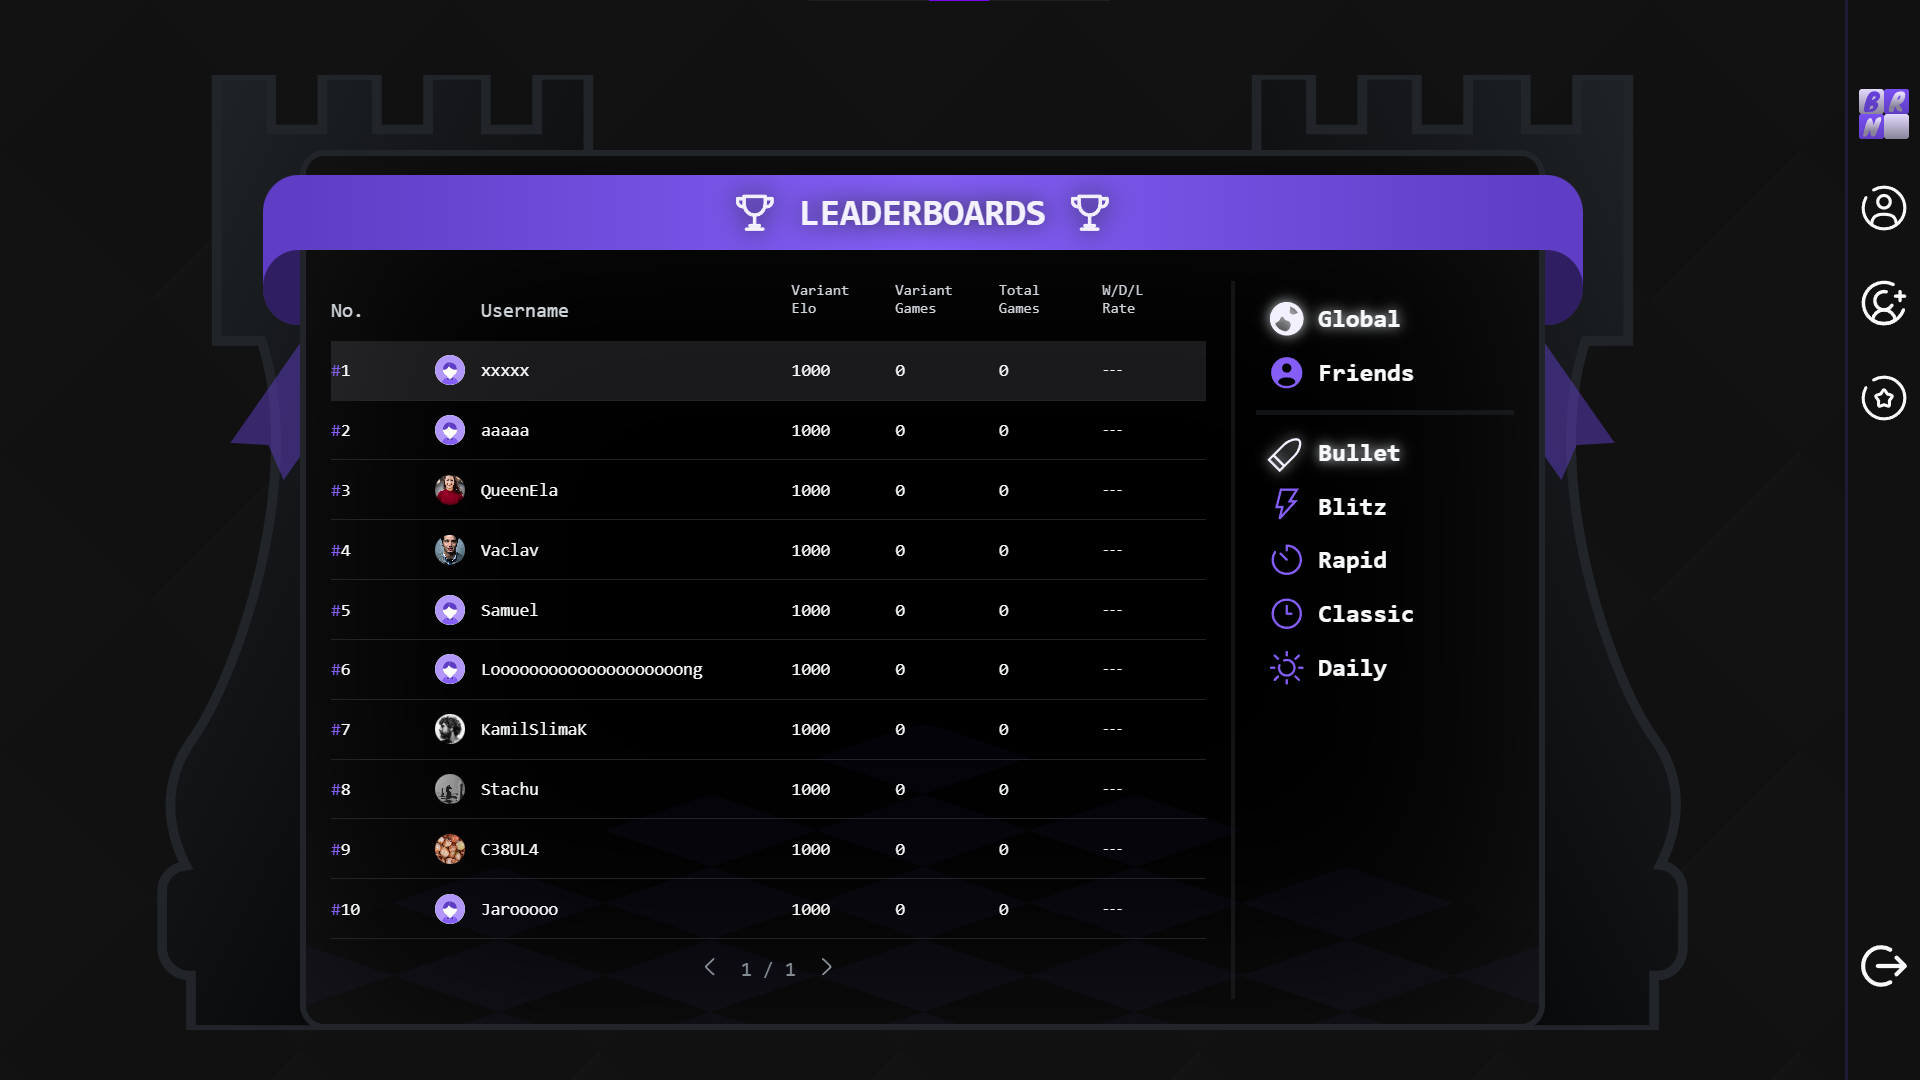 LEADERBOARDS
No. Username Variant Elo Variant Games Total Games W/D/L Rate
#1 xxxxx 1000 0 0 ---
#2 aaaaa 1000 0 0 ---
#3 QueenEla 1000 0 0 ---
#4 Vaclav 1000 0 0 ---
#5 Samuel 1000 0 0 ---
#6 Looooooooooooooooooooong 1000 0 0 ---
#7 KamilSlimaK 1000 0 0 ---
#8 Stachu 1000 0 0 ---
#9 C38UL4 1000 0 0 ---
#10 Jarooooo 1000 0 0 ---
1 / 1
Global
Friends
Bullet
Blitz
Rapid
Classic
Daily
BR
N